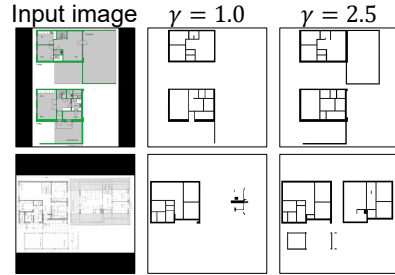 Input image γ = 1.0 γ = 2.5